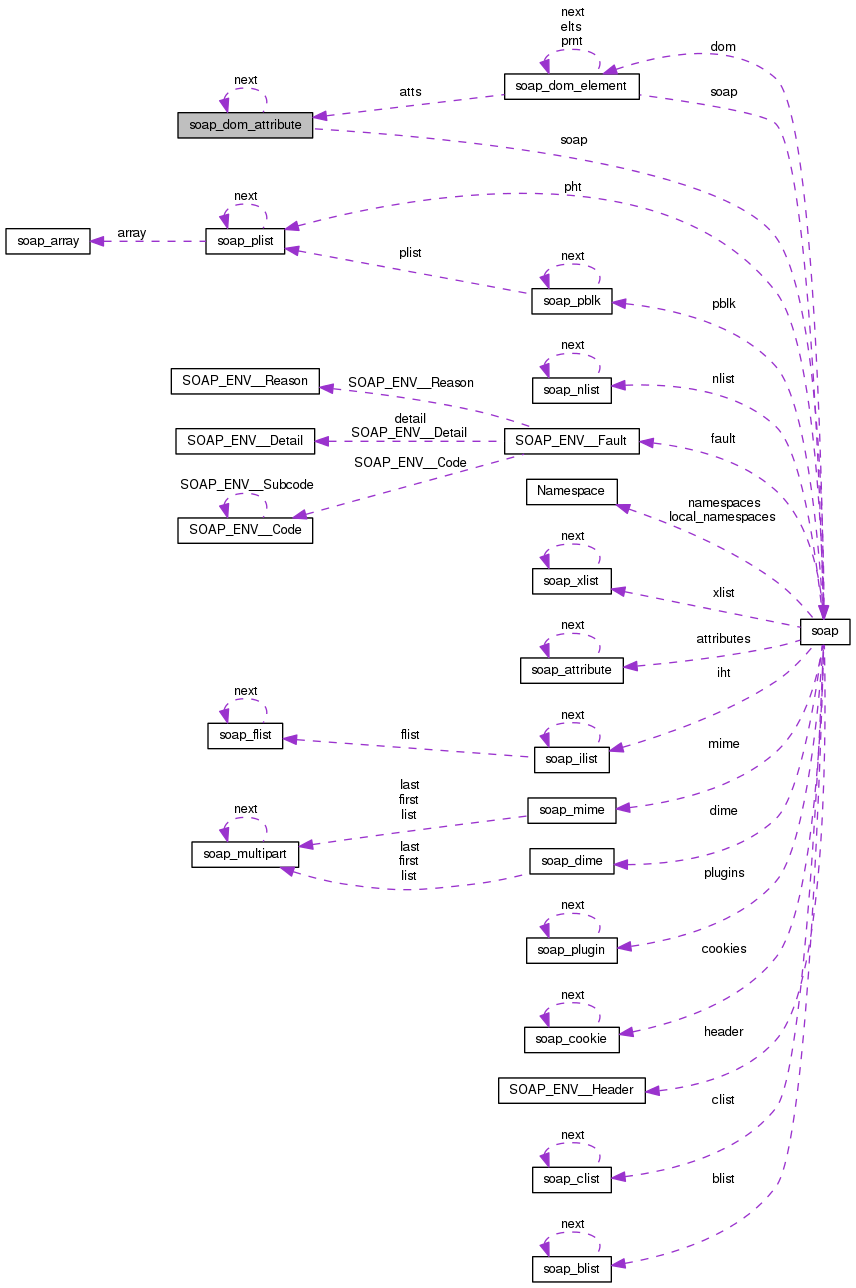 next
elts
prnt
dom
soap_dom_element
next
atts
soap
soap_dom_attribute
soap
next
pht
array
soap_array
soap_plist
plist
next
pblk
soap_pblk
next
nlist
SOAP_ENV__Reason
SOAP_ENV__Reason
soap_nlist
detail
SOAP_ENV__Detail
SOAP_ENV__Detail
SOAP_ENV__Fault
fault
SOAP_ENV__Code
SOAP_ENV__Subcode
SOAP_ENV__Code
Namespace
namespaces
local_namespaces
next
soap_xlist
xlist
next
attributes
soap
soap_attribute
iht
next
flist
next
soap_flist
soap_ilist
mime
last
first
list
next
soap_mime
dime
soap_multipart
last
first
list
soap_dime
plugins
next
soap_plugin
cookies
next
soap_cookie
header
SOAP_ENV__Header
clist
next
soap_clist
blist
next
soap_blist